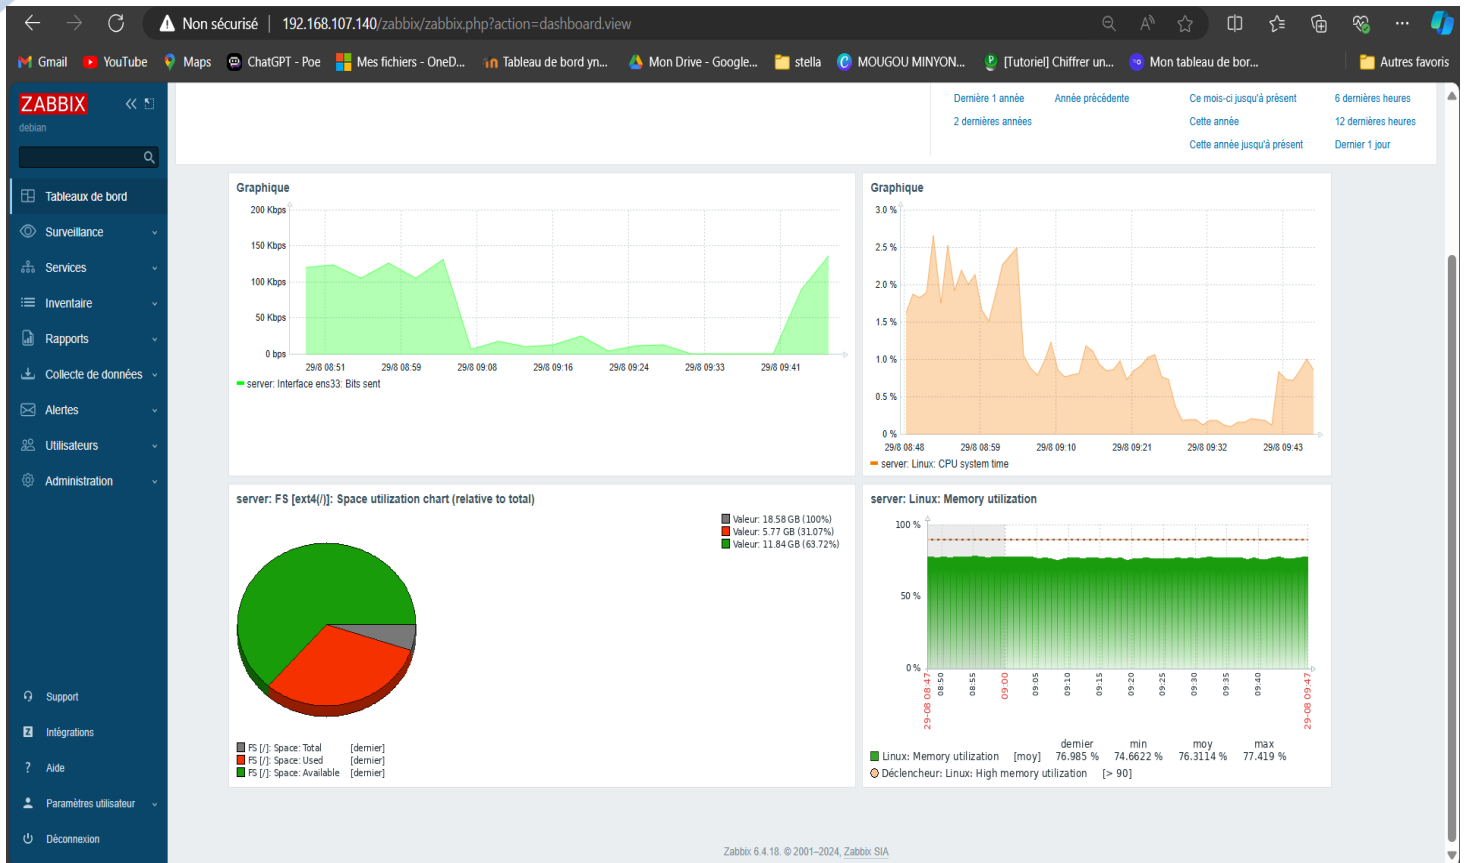 Non sécurisé | 192.168.107.140/zabbix/zabbix.php?action=dashboard.view
Gmail YouTube Maps ChatGPT - Poe Mes fichiers - OneD... Tableau de bord yn... Mon Drive - Google... stella MOUGOU MINYON... [Tutoriel] Chiffrer un... Mon tableau de bor... Autres favoris
ZABBIX
debian
Tableaux de bord
Surveillance
Services
Inventaire
Rapports
Collecte de données
Alertes
Utilisateurs
Administration
Support
Intégrations
Aide
Paramètres utilisateur
Déconnexion
Dernière 1 année Année précédente Ce mois-ci jusqu'à présent 6 dernières heures
2 dernières années Cette année 12 dernières heures
Cette année jusqu'à présent Dernier 1 jour
Graphique
200 Kbps
150 Kbps
100 Kbps
50 Kbps
0 bps
29/8 08:51 29/8 08:59 29/8 09:08 29/8 09:16 29/8 09:24 29/8 09:33 29/8 09:41
server: Interface ens33: Bits sent
Graphique
3.0 %
2.5 %
2.0 %
1.5 %
1.0 %
0.5 %
0 %
29/8 08:48 29/8 08:59 29/8 09:10 29/8 09:21 29/8 09:32 29/8 09:43
server: Linux: CPU system time
server: FS [ext4(/)]: Space utilization chart (relative to total)
Valeur: 18.58 GB (100%)
Valeur: 5.77 GB (31.07%)
Valeur: 11.84 GB (63.72%)
FS [/]: Space: Total [dernier]
FS [/]: Space: Used [dernier]
FS [/]: Space: Available [dernier]
server: Linux: Memory utilization
100 %
50 %
0 %
29-08 08:47 08:50 08:55 09:00 09:05 09:10 09:15 09:20 09:25 09:30 09:35 09:40 29-08 09:47
dernier min moy max
Linux: Memory utilization [moy] 76.985 % 74.6622 % 76.3114 % 77.419 %
Déclencheur: Linux: High memory utilization [> 90]
Zabbix 6.4.18. © 2001–2024, Zabbix SIA